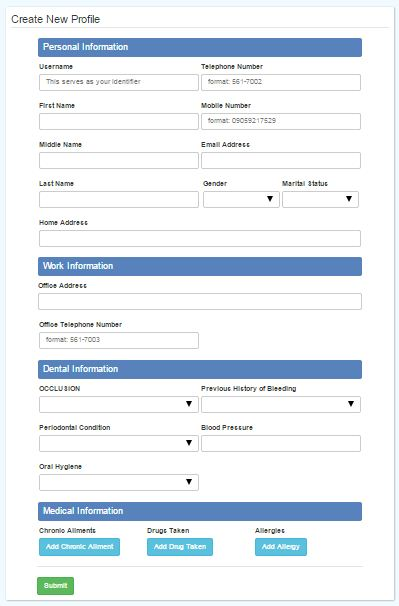 Create New Profile
Personal Information
Username Telephone Number
This serves as your Identifier format: 561-7002
First Name Mobile Number
format: 09059217529
Middle Name Email Address
Last Name Gender Marital Status
Home Address
Work Information
Office Address
Office Telephone Number
format: 561-7003
Dental Information
OCCLUSION Previous History of Bleeding
Periodontal Condition Blood Pressure
Oral Hygiene
Medical Information
Chronic Ailments Drugs Taken Allergies
Add Chronic Ailment Add Drug Taken Add Allergy
Submit